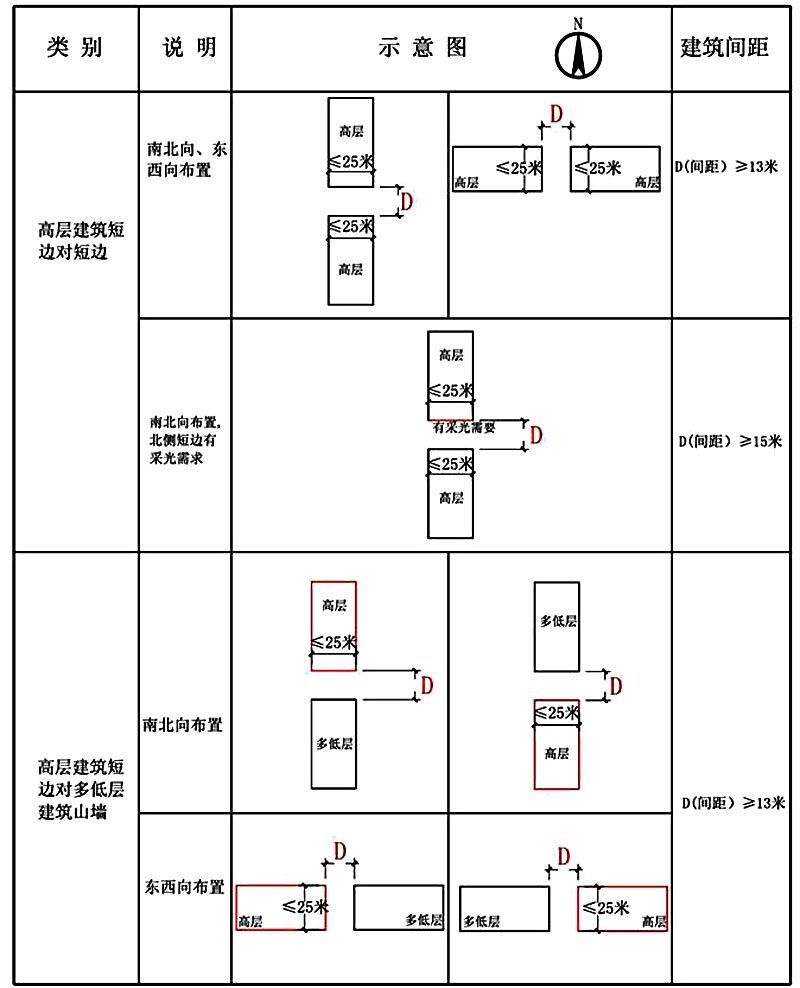 类 别
说 明
示 意 图
N
建筑间距
高层建筑短
边对短边
南北向、东
西向布置
高层
≤25米
D
≤25米
高层
D
≤25米
高层
≤25米
高层
D(间距) ≥13米
南北向布置,
北侧短边有
采光需求
高层
≤25米
有采光需要
D
≤25米
高层
D(间距) ≥15米
高层建筑短
边对多低层
建筑山墙
南北向布置
高层
≤25米
D
多低层
多低层
D
≤25米
高层
D(间距) ≥13米
东西向布置
D
≤25米
高层
多低层
D
多低层
≤25米
高层